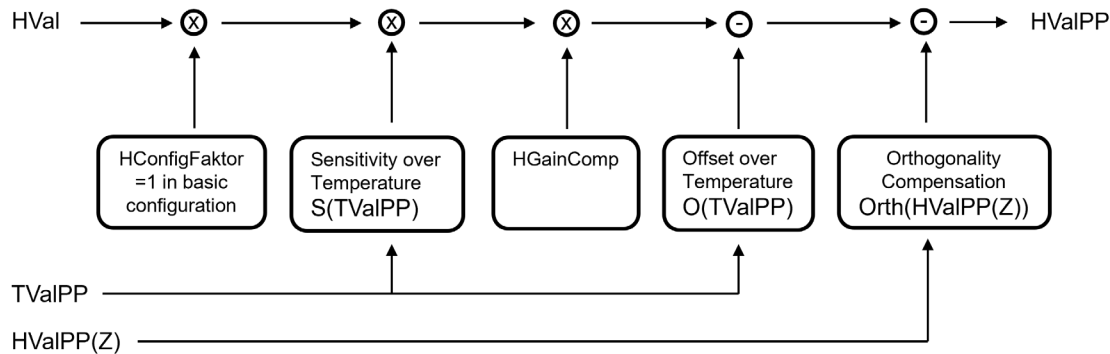 HVal
X
X
X
-
-
HValPP
HConfigFaktor
=1 in basic
configuration
Sensitivity over
Temperature
S(TValPP)
HGainComp
Offset over
Temperature
O(TValPP)
Orthogonality
Compensation
Orth(HValPP(Z))
TValPP
HValPP(Z)